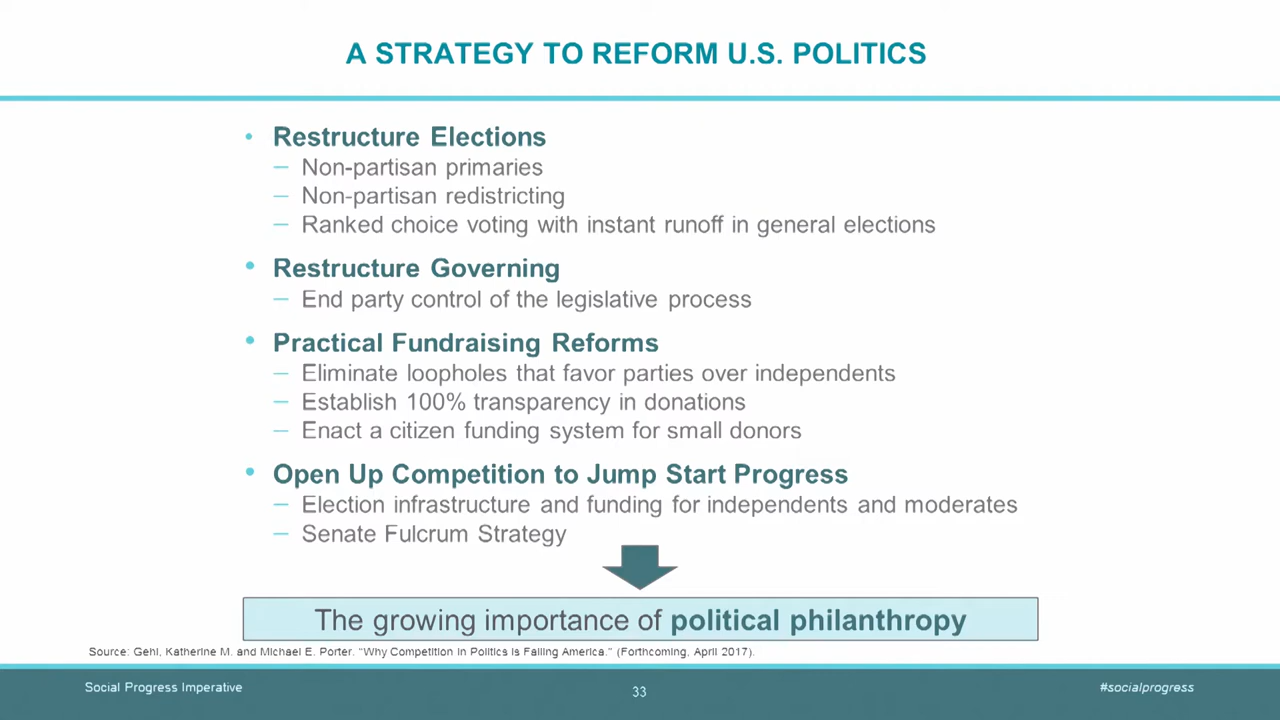 A STRATEGY TO REFORM U.S. POLITICS
• Restructure Elections
– Non-partisan primaries
– Non-partisan redistricting
– Ranked choice voting with instant runoff in general elections
• Restructure Governing
– End party control of the legislative process
• Practical Fundraising Reforms
– Eliminate loopholes that favor parties over independents
– Establish 100% transparency in donations
– Enact a citizen funding system for small donors
• Open Up Competition to Jump Start Progress
– Election infrastructure and funding for independents and moderates
– Senate Fulcrum Strategy
The growing importance of political philanthropy
Source: Gehl, Katherine M. and Michael E. Porter. "Why Competition in Politics is Failing America." (Forthcoming, April 2017).
Social Progress Imperative
33
#socialprogress